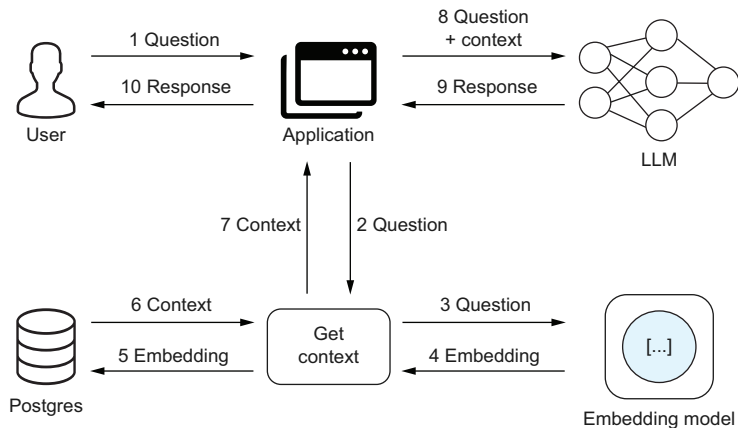 1 Question
8 Question
+ context
10 Response
9 Response
User
Application
LLM
7 Context
2 Question
6 Context
Get
context
3 Question
5 Embedding
4 Embedding
[...]
Postgres
Embedding model